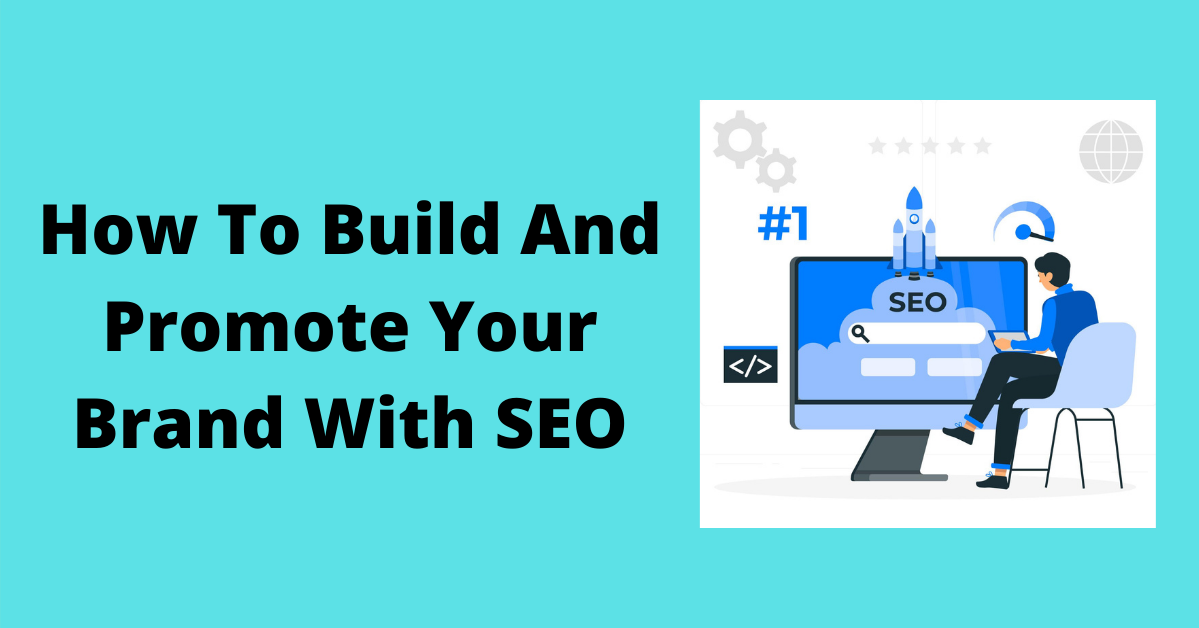 How To Build And
Promote Your
Brand With SEO
#1
SEO
</>